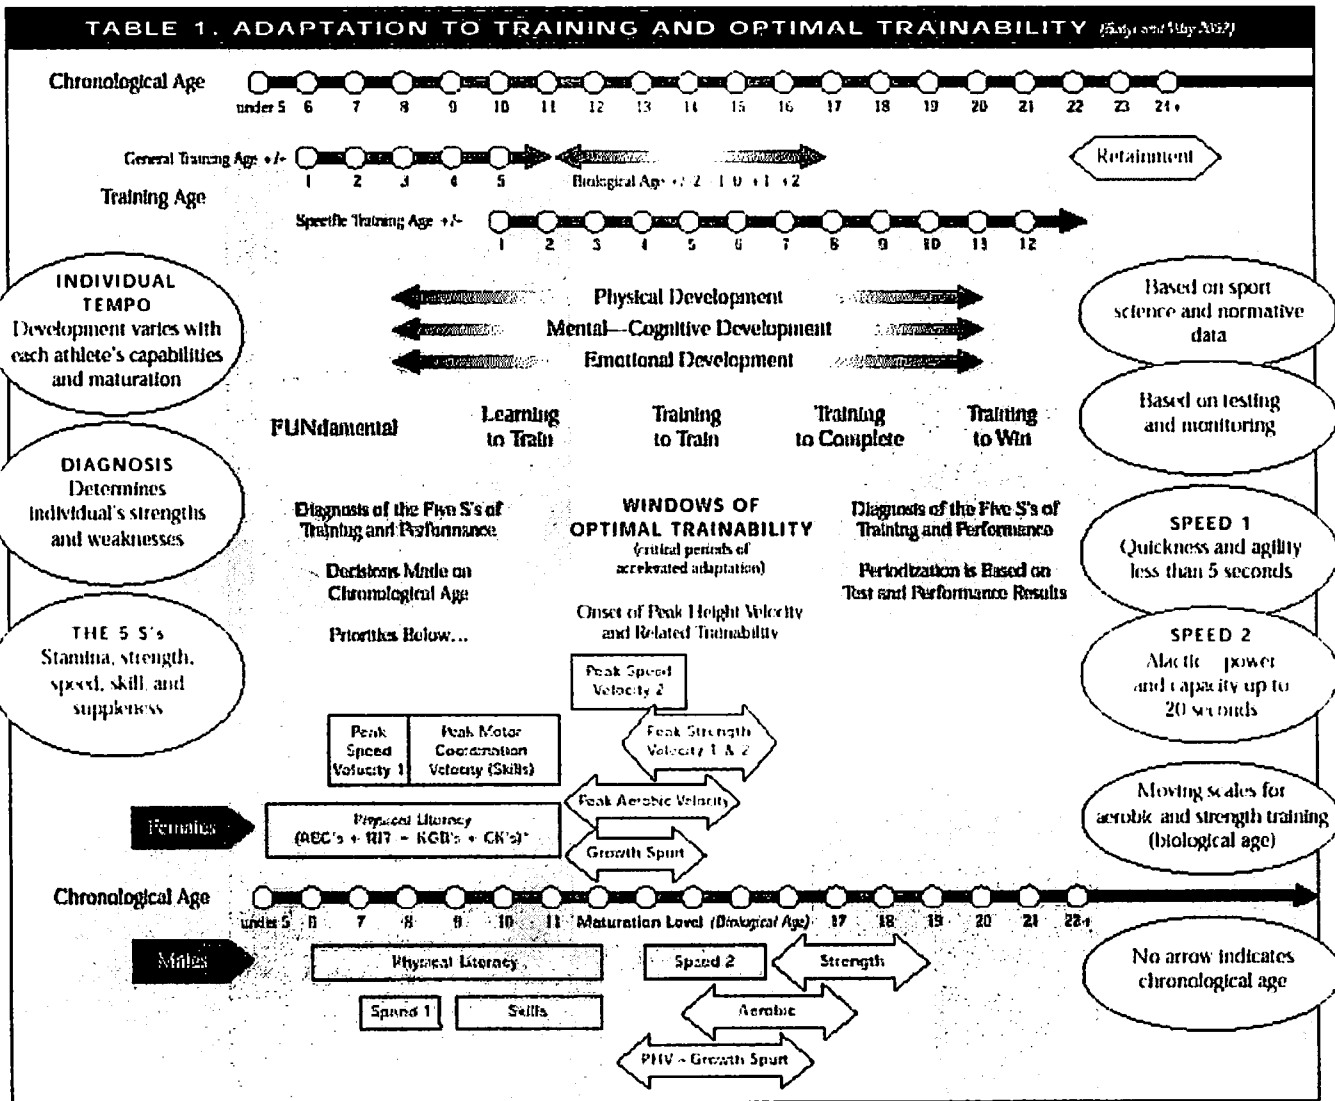 TABLE 1. ADAPTATION TO TRAINING AND OPTIMAL TRAINABILITY
Chronological Age
under 5 6 7 8 9 10 11 12 13 14 15 16 17 18 19 20 21 22 23 24+
General Training Age +/-
1 2 3 4 5
Biological Age +/- 2 -1 0 +1 +2
Retainment
Training Age
Specific Training Age +/-
1 2 3 4 5 6 7 8 9 10 11 12
INDIVIDUAL
TEMPO
Development varies with
each athlete's capabilities
and maturation
Physical Development
Mental—Cognitive Development
Emotional Development
Based on sport
science and normative
data
FUNdamental
Learning
to Train
Training
to Train
Training
to Complete
Training
to Win
Based on testing
and monitoring
DIAGNOSIS
Determines
individual's strengths
and weaknesses
Diagnosis of the Five S's of
Training and Performance
Decisions Made on
Chronological Age
Priorities Below...
WINDOWS OF
OPTIMAL TRAINABILITY
(critical periods of
accelerated adaptation)
Onset of Peak Height Velocity
and Related Trainability
Diagnosis of the Five S's of
Training and Performance
Periodization is Based on
Test and Performance Results
SPEED 1
Quickness and agility
less than 5 seconds
THE 5 S's
Stamina, strength,
speed, skill, and
suppleness
SPEED 2
Alactic power
and capacity up to
20 seconds
Peak Speed
Velocity 2
Peak
Speed
Velocity 1
Peak Motor
Coordination
Velocity (Skills)
Peak Strength
Velocity 1 & 2
Peak Aerobic Velocity
Females
Physical Literacy
(ABC's + RJT + KGB's + CK's)*
Growth Spurt
Moving scales for
aerobic and strength training
(biological age)
Chronological Age
under 5 6 7 8 9 10 11 Maturation Level (Biological Age) 17 18 19 20 21 22+
Males
Physical Literacy
Speed 2
Strength
Speed 1
Skills
Aerobic
PHV - Growth Spurt
No arrow indicates
chronological age